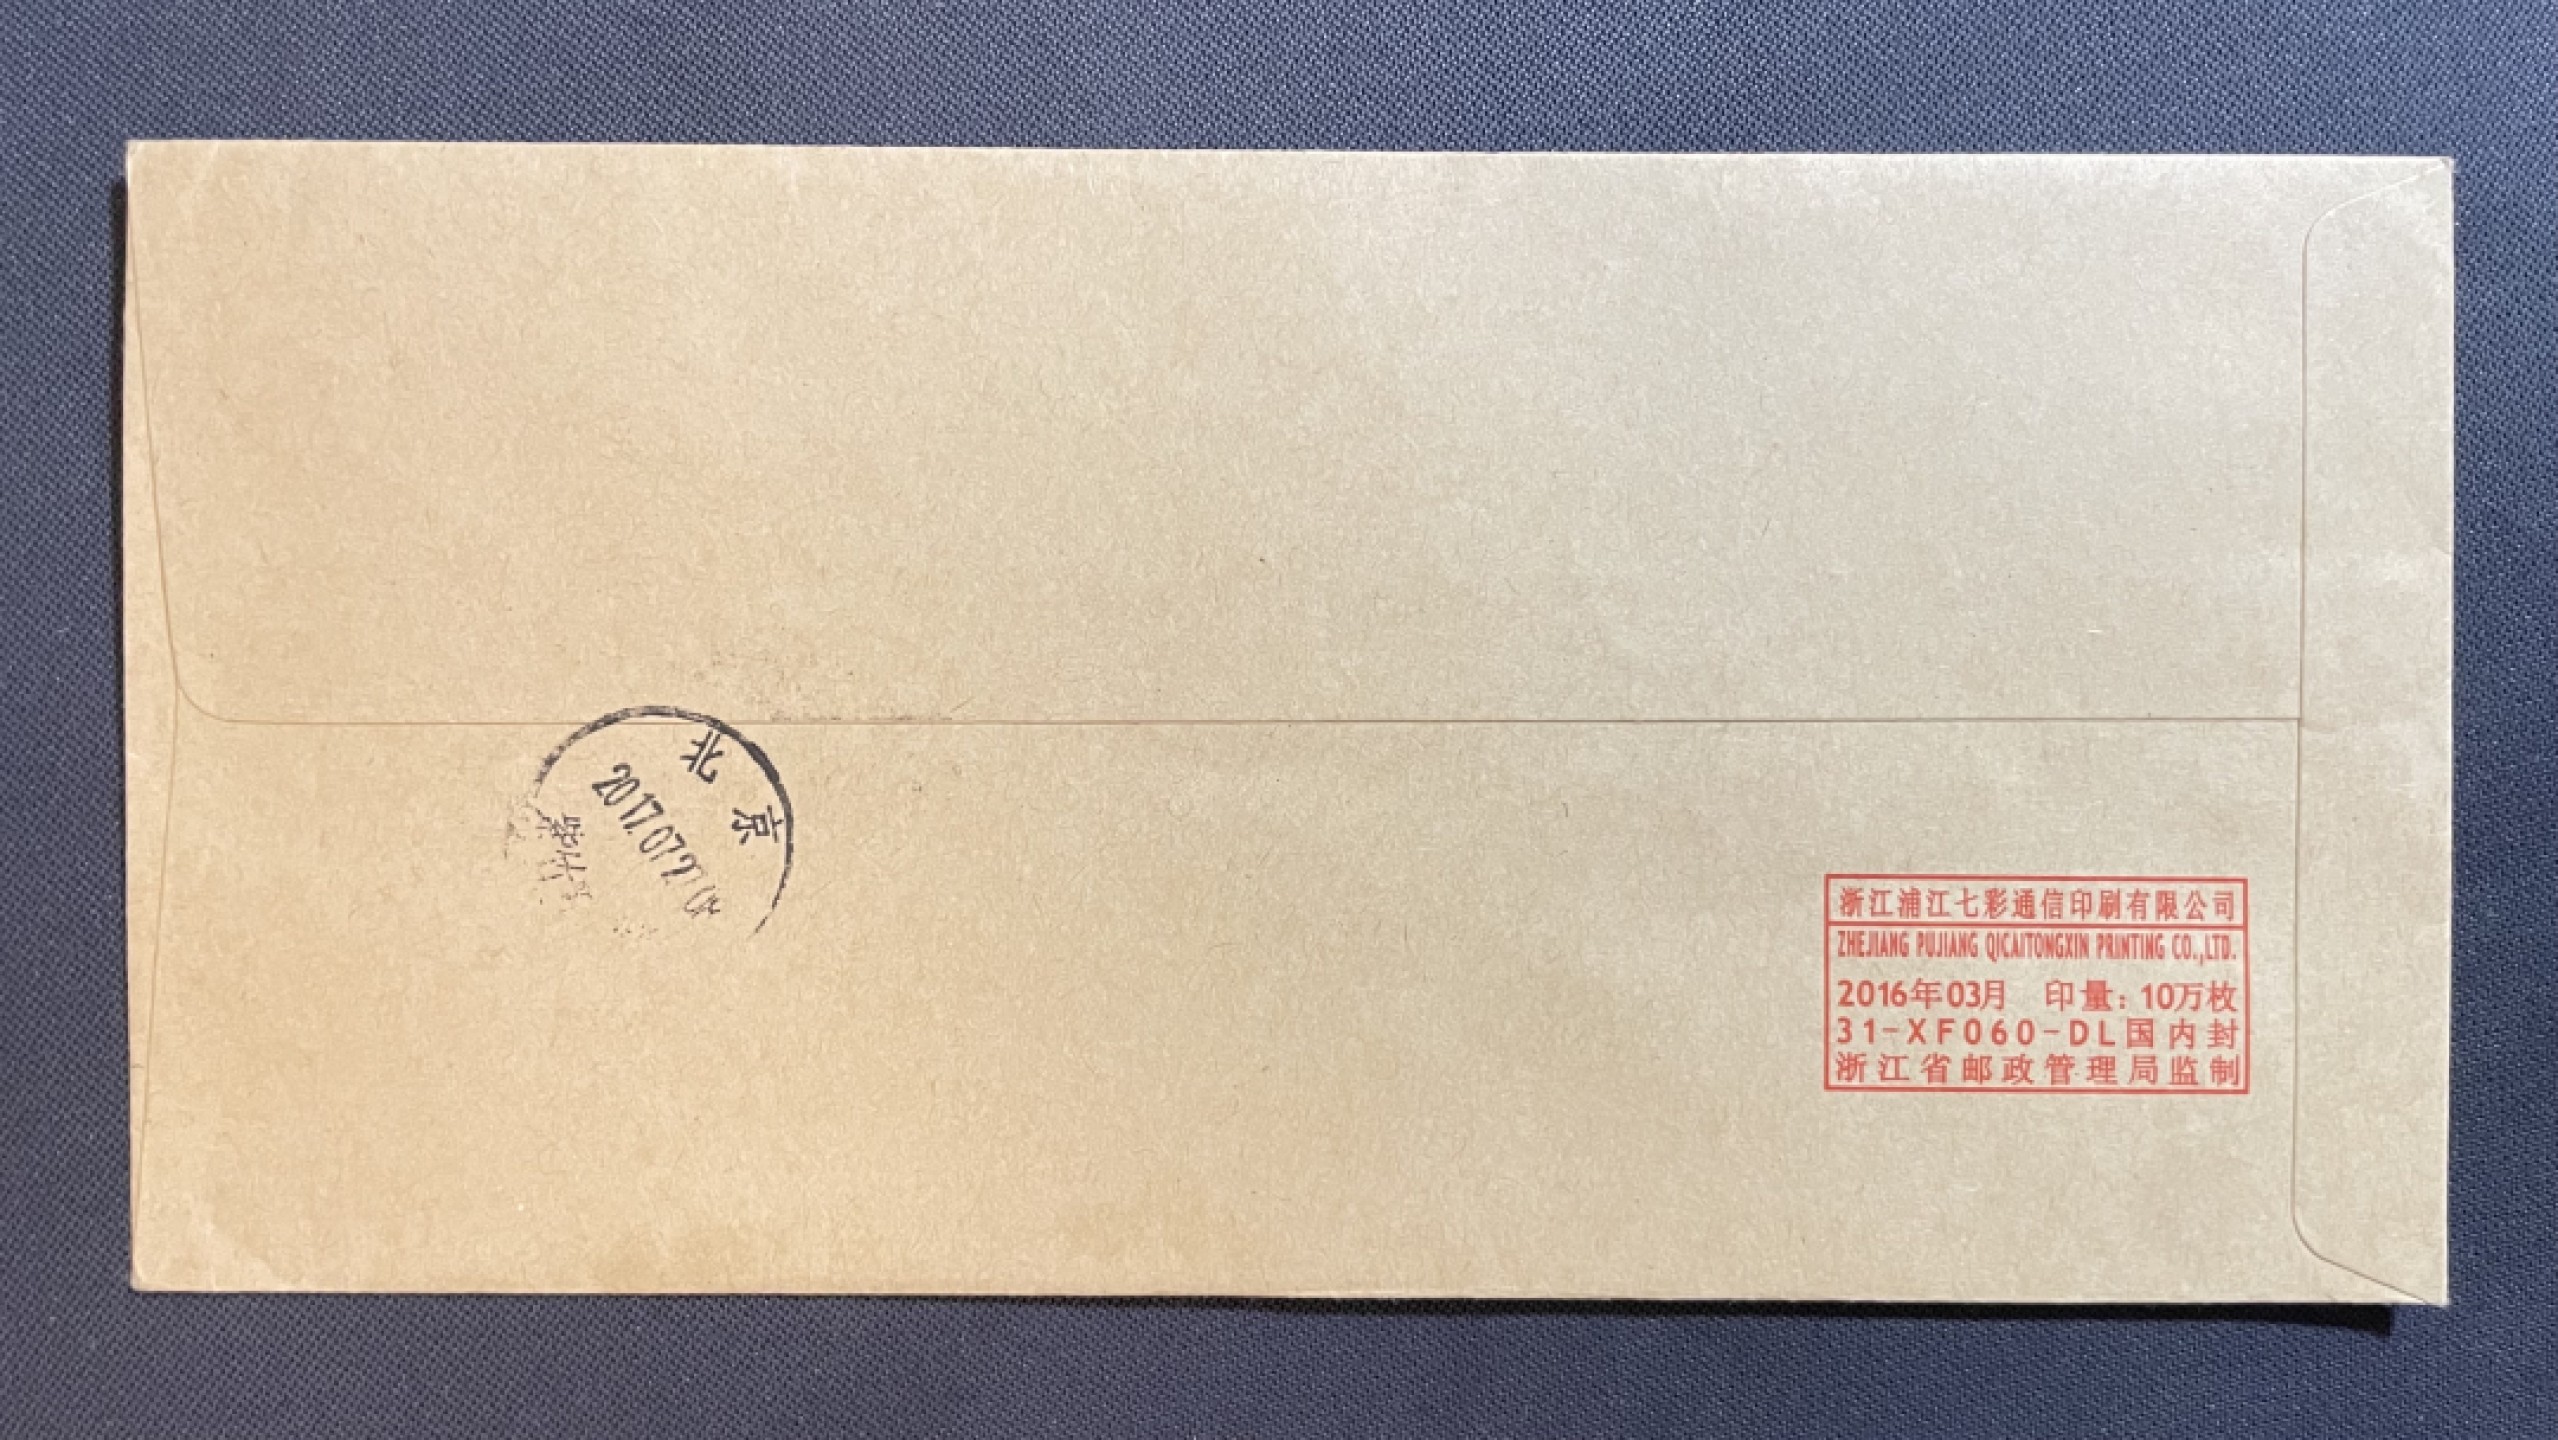 北京
2017.07.2
浙江浦江七彩通信印刷有限公司
ZHEJIANG PUJIANG QICAITONGXIN PRINTING CO.,LTD.
2016年03月 印量：10万枚
31-XF060-DL国内封
浙江省邮政管理局监制